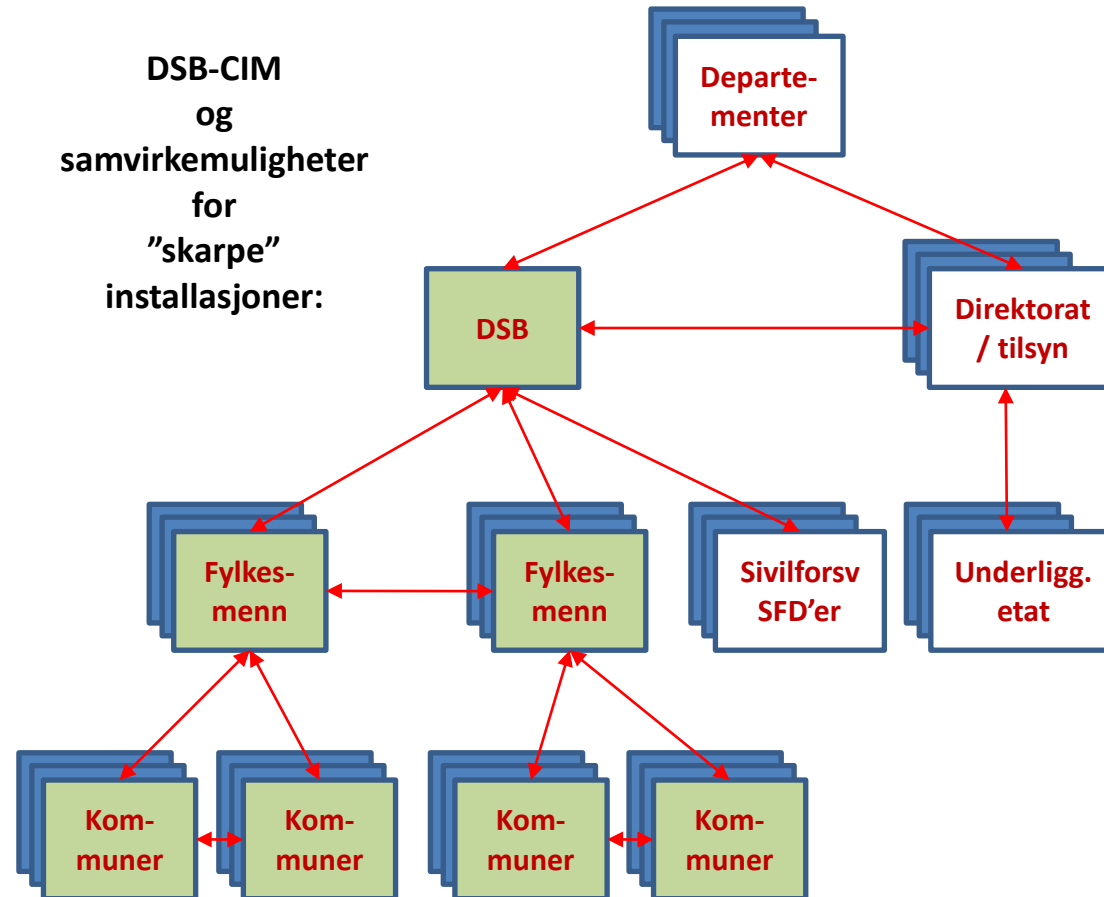 DSB-CIM
og
samvirkemuligheter
for
”skarpe”
installasjoner:
Departe-
menter
DSB
Direktorat
/ tilsyn
Fylkes-
menn
Fylkes-
menn
Sivilforsv
SFD’er
Underligg.
etat
Kom-
muner
Kom-
muner
Kom-
muner
Kom-
muner